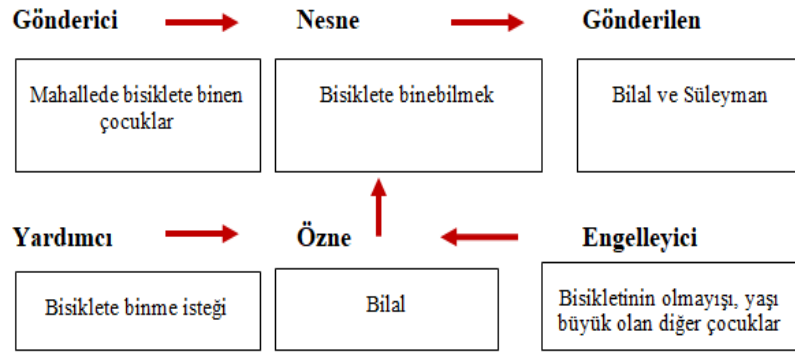 Gönderici
Nesne
Gönderilen
Mahallede bisiklete binen
çocuklar
Bisiklete binebilmek
Bilal ve Süleyman
Yardımcı
Özne
Engelleyici
Bisiklete binme isteği
Bilal
Bisikletinin olmayışı, yaşı
büyük olan diğer çocuklar